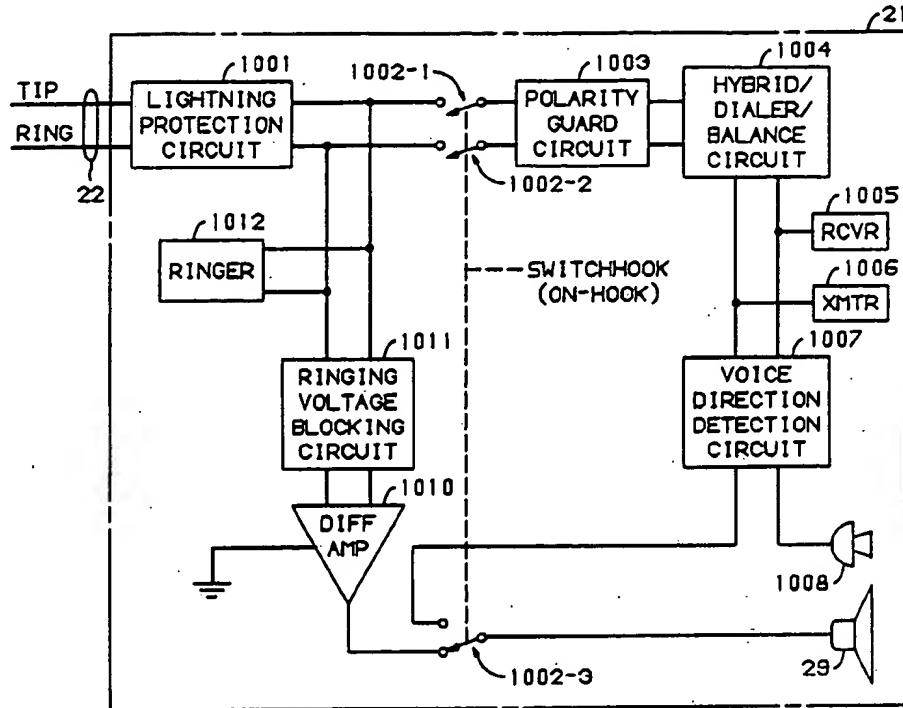 21
1001
LIGHTNING
PROTECTION
CIRCUIT
TIP
RING
22
1002-1
1002-2
1003
POLARITY
GUARD
CIRCUIT
1004
HYBRID/
DIALER/
BALANCE
CIRCUIT
1005
RCVR
1006
XMTR
1012
RINGER
SWITCHHOOK
(ON-HOOK)
1011
RINGING
VOLTAGE
BLOCKING
CIRCUIT
1007
VOICE
DIRECTION
DETECTION
CIRCUIT
1010
DIFF
AMP
1008
1002-3
29